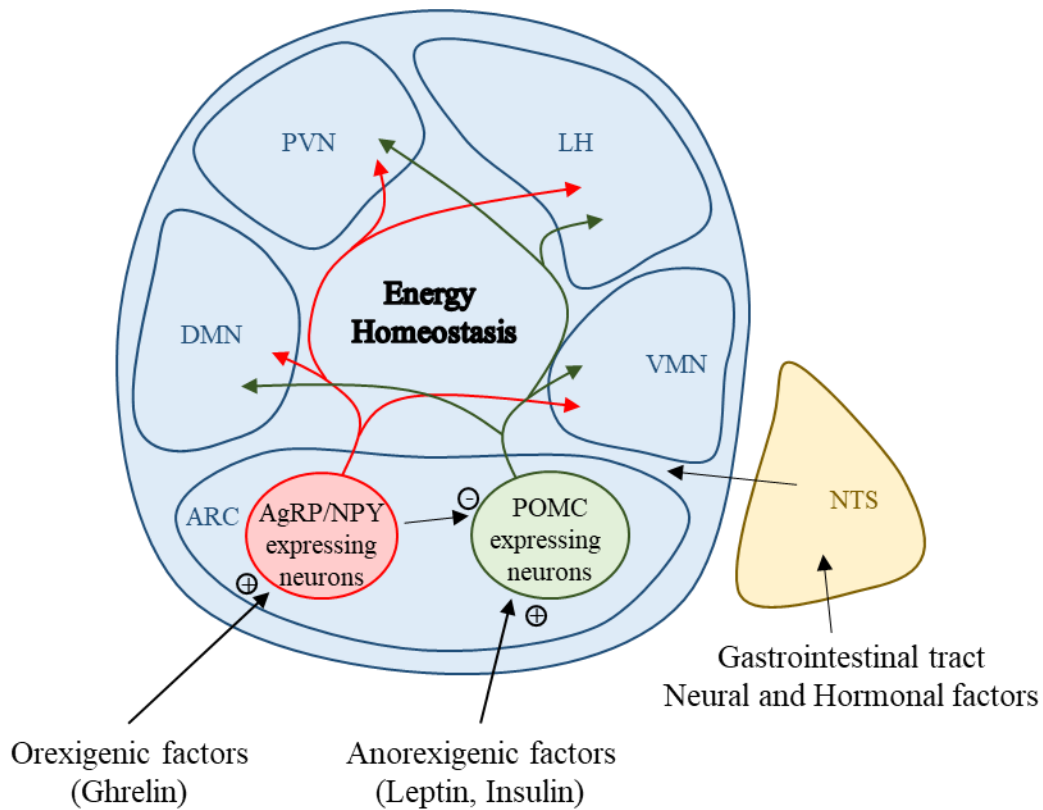 PVN
LH
Energy
Homeostasis
DMN
VMN
ARC
AgRP/NPY
expressing
neurons
-
POMC
expressing
neurons
NTS
+
+
Gastrointestinal tract
Neural and Hormonal factors
Orexigenic factors
(Ghrelin)
Anorexigenic factors
(Leptin, Insulin)